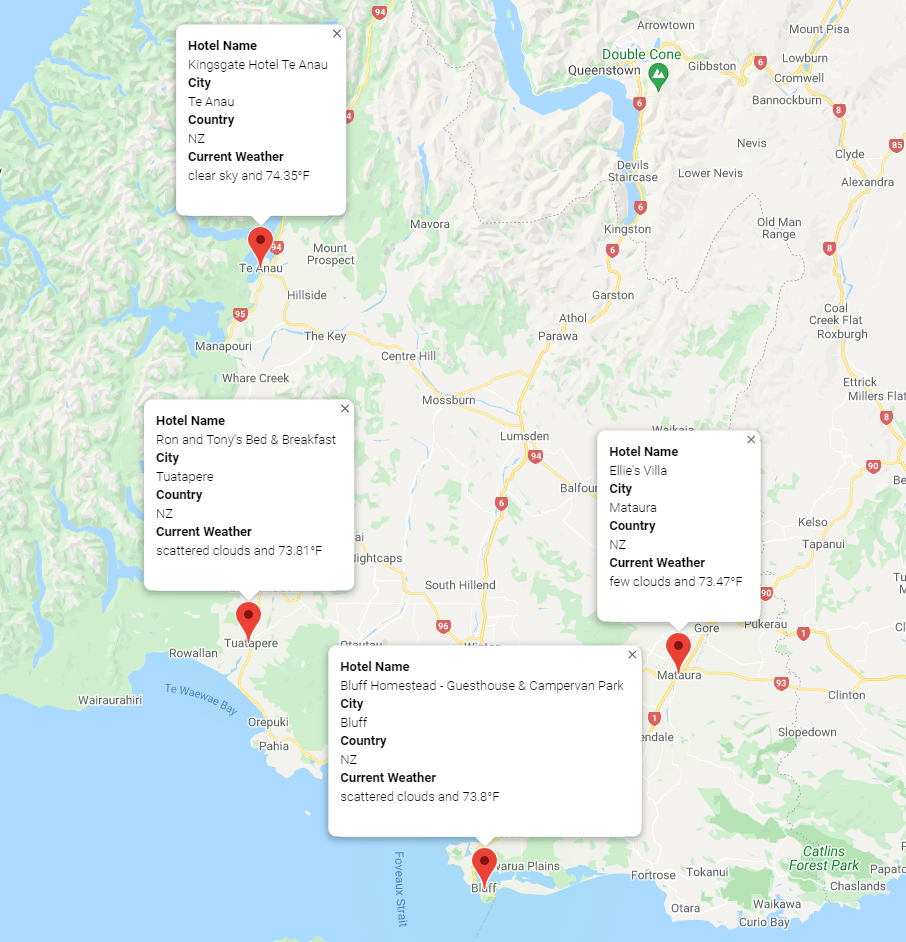 94
Arrowtown
Mount Pisa
Hotel Name
Kingsgate Hotel Te Anau
City
Te Anau
Country
NZ
Current Weather
clear sky and 74.35°F
Double Cone
Queenstown
Gibbston
6
Lowburn
Cromwell
Bannockburn
6
8
Nevis
85
Clyde
Devils
Staircase
Lower Nevis
Alexandra
6
Mavora
Kingston
Old Man
Range
94
Mount
Prospect
6
8
Te Anau
Hillside
Garston
95
Athol
Coal
Creek Flat
The Key
Parawa
Roxburgh
Manapouri
Centre Hill
Whare Creek
Ettrick
Millers Flat
Mossburn
8
Hotel Name
Ron and Tony's Bed & Breakfast
City
Tuatapere
Country
NZ
Current Weather
scattered clouds and 73.81°F
Lumsden
94
Waikaia
Hotel Name
Ellie's Villa
City
Mataura
Country
NZ
Current Weather
few clouds and 73.47°F
90
6
Kelso
Tapanui
South Hillend
90
96
Gore
Pukerau
1
Tuatapere
Rowallan
Otautau
Mataura
93
Clinton
Wairaurahiri
Te Waewae Bay
Orepuki
Pahia
1
Slopedown
Hotel Name
Bluff Homestead - Guesthouse & Campervan Park
City
Bluff
Country
NZ
Current Weather
scattered clouds and 73.8°F
Foveaux Strait
warua Plains
Bluff
Fortrose
Tokanui
Catlins
Forest Park
Chaslands
Otara
Waikawa
Curio Bay